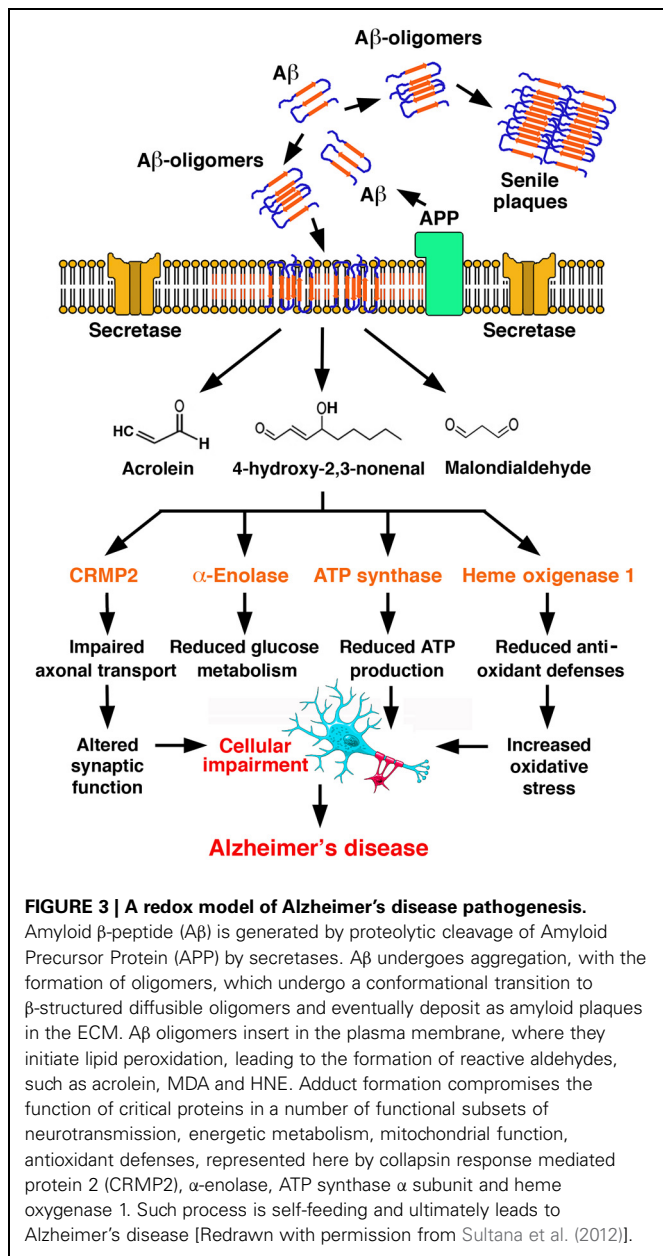 Aβ-oligomers
Aβ
Aβ-oligomers
Aβ
Senile
plaques
APP
Secretase
Secretase
O
HC
H
Acrolein
OH
O
4-hydroxy-2,3-nonenal
O
O
Malondialdehyde
CRMP2
α-Enolase
ATP synthase
Heme oxigenase 1
Impaired
axonal transport
Reduced glucose
metabolism
Reduced ATP
production
Reduced anti-
oxidant defenses
Altered
synaptic
function
Cellular
impairment
Increased
oxidative
stress
Alzheimer's disease
FIGURE 3 | A redox model of Alzheimer's disease pathogenesis.
Amyloid β-peptide (Aβ) is generated by proteolytic cleavage of Amyloid
Precursor Protein (APP) by secretases. Aβ undergoes aggregation, with the
formation of oligomers, which undergo a conformational transition to
β-structured diffusible oligomers and eventually deposit as amyloid plaques
in the ECM. Aβ oligomers insert in the plasma membrane, where they
initiate lipid peroxidation, leading to the formation of reactive aldehydes,
such as acrolein, MDA and HNE. Adduct formation compromises the
function of critical proteins in a number of functional subsets of
neurotransmission, energetic metabolism, mitochondrial function,
antioxidant defenses, represented here by collapsin response mediated
protein 2 (CRMP2), α-enolase, ATP synthase α subunit and heme
oxygenase 1. Such process is self-feeding and ultimately leads to
Alzheimer's disease [Redrawn with permission from Sultana et al. (2012)].